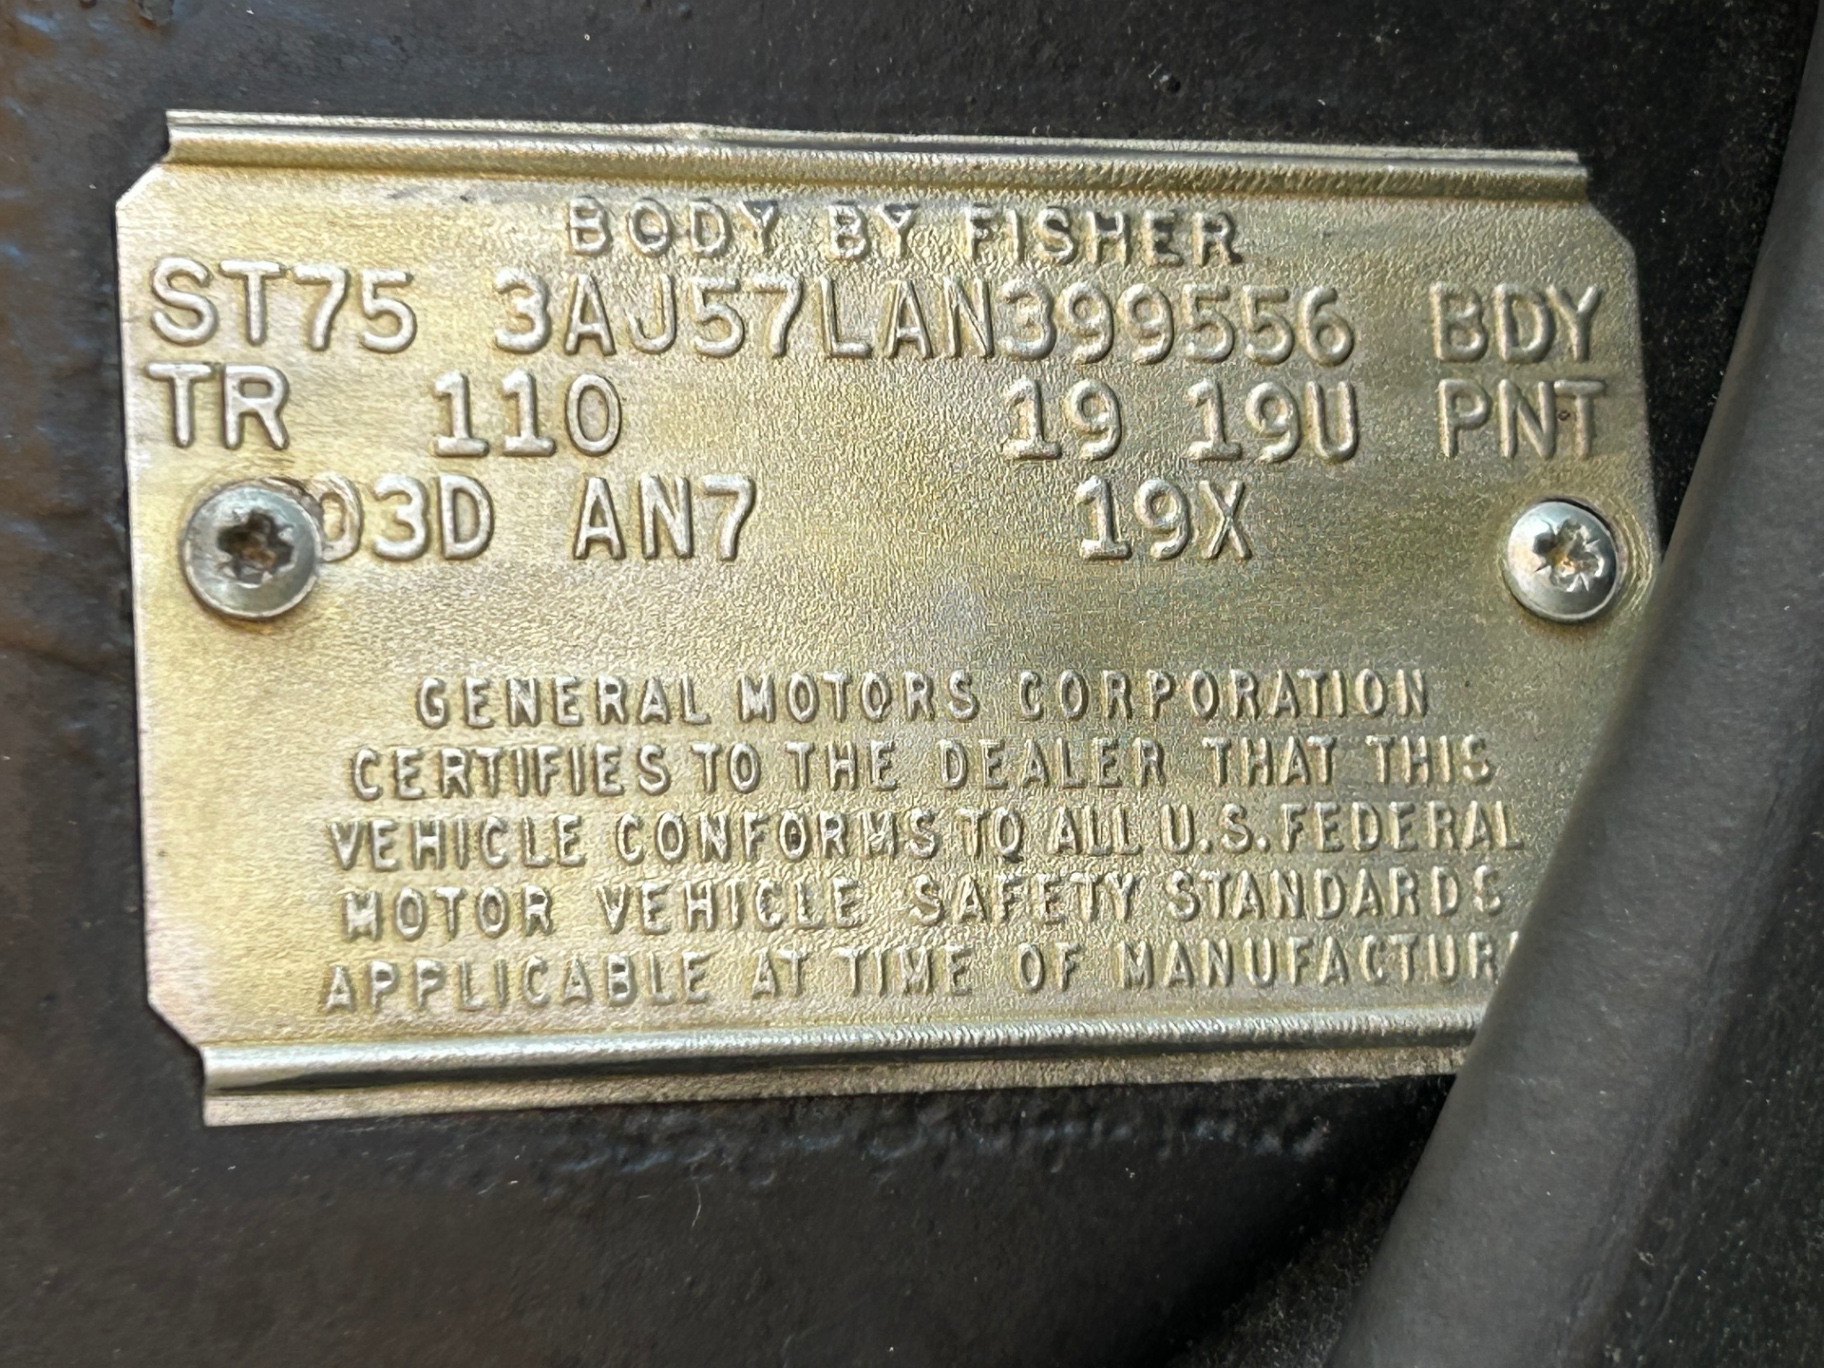 BODY BY FISHER
ST75 3AJ57LAN399556 BDY
TR 110 19 19U PNT
03D AN7 19X
GENERAL MOTORS CORPORATION
CERTIFIES TO THE DEALER THAT THIS
VEHICLE CONFORMS TO ALL U.S. FEDERAL
MOTOR VEHICLE SAFETY STANDARDS
APPLICABLE AT TIME OF MANUFACTUR